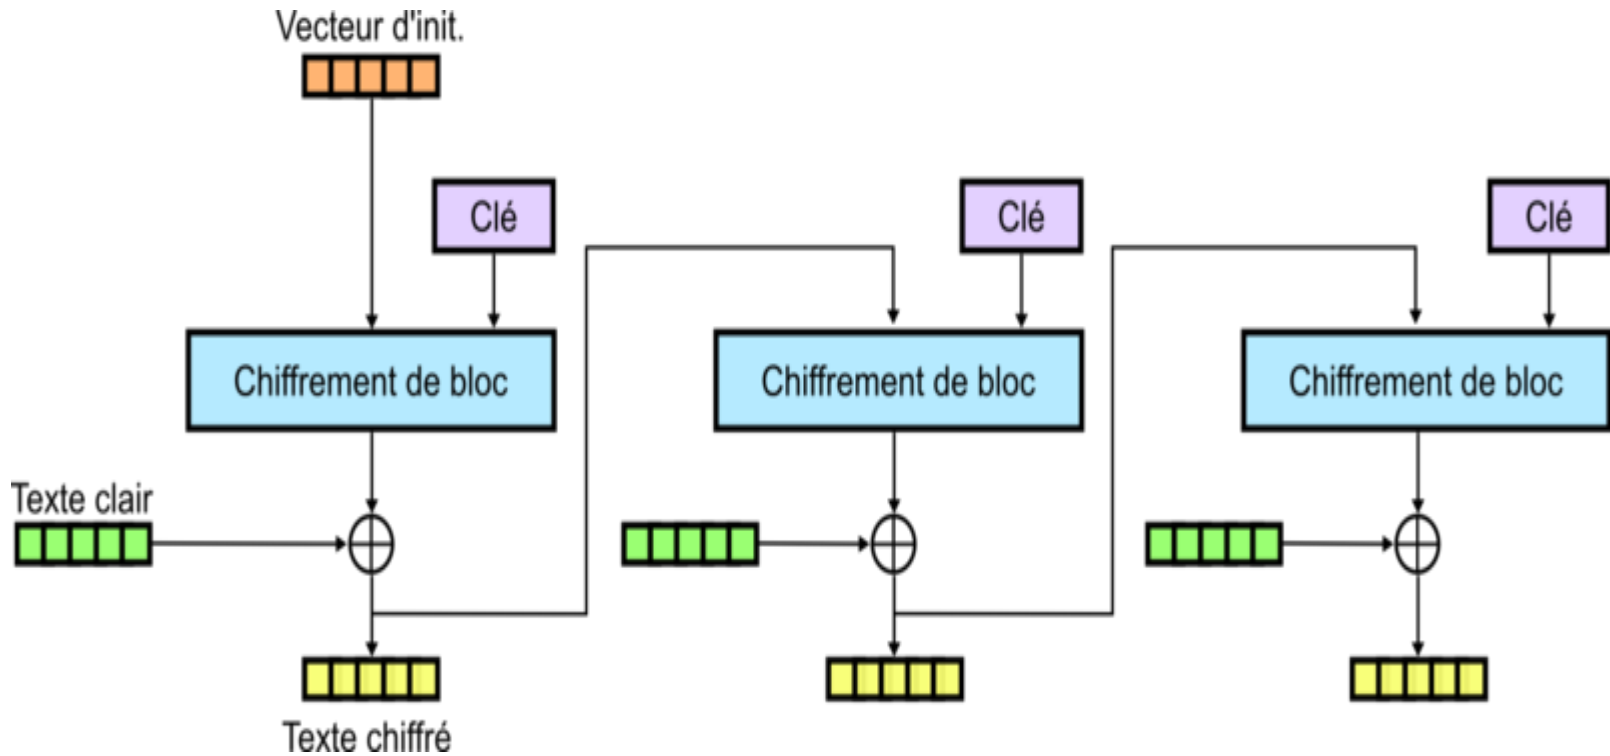 Vecteur d'init.
Clé
Clé
Clé
Chiffrement de bloc
Chiffrement de bloc
Chiffrement de bloc
Texte clair
Texte chiffré